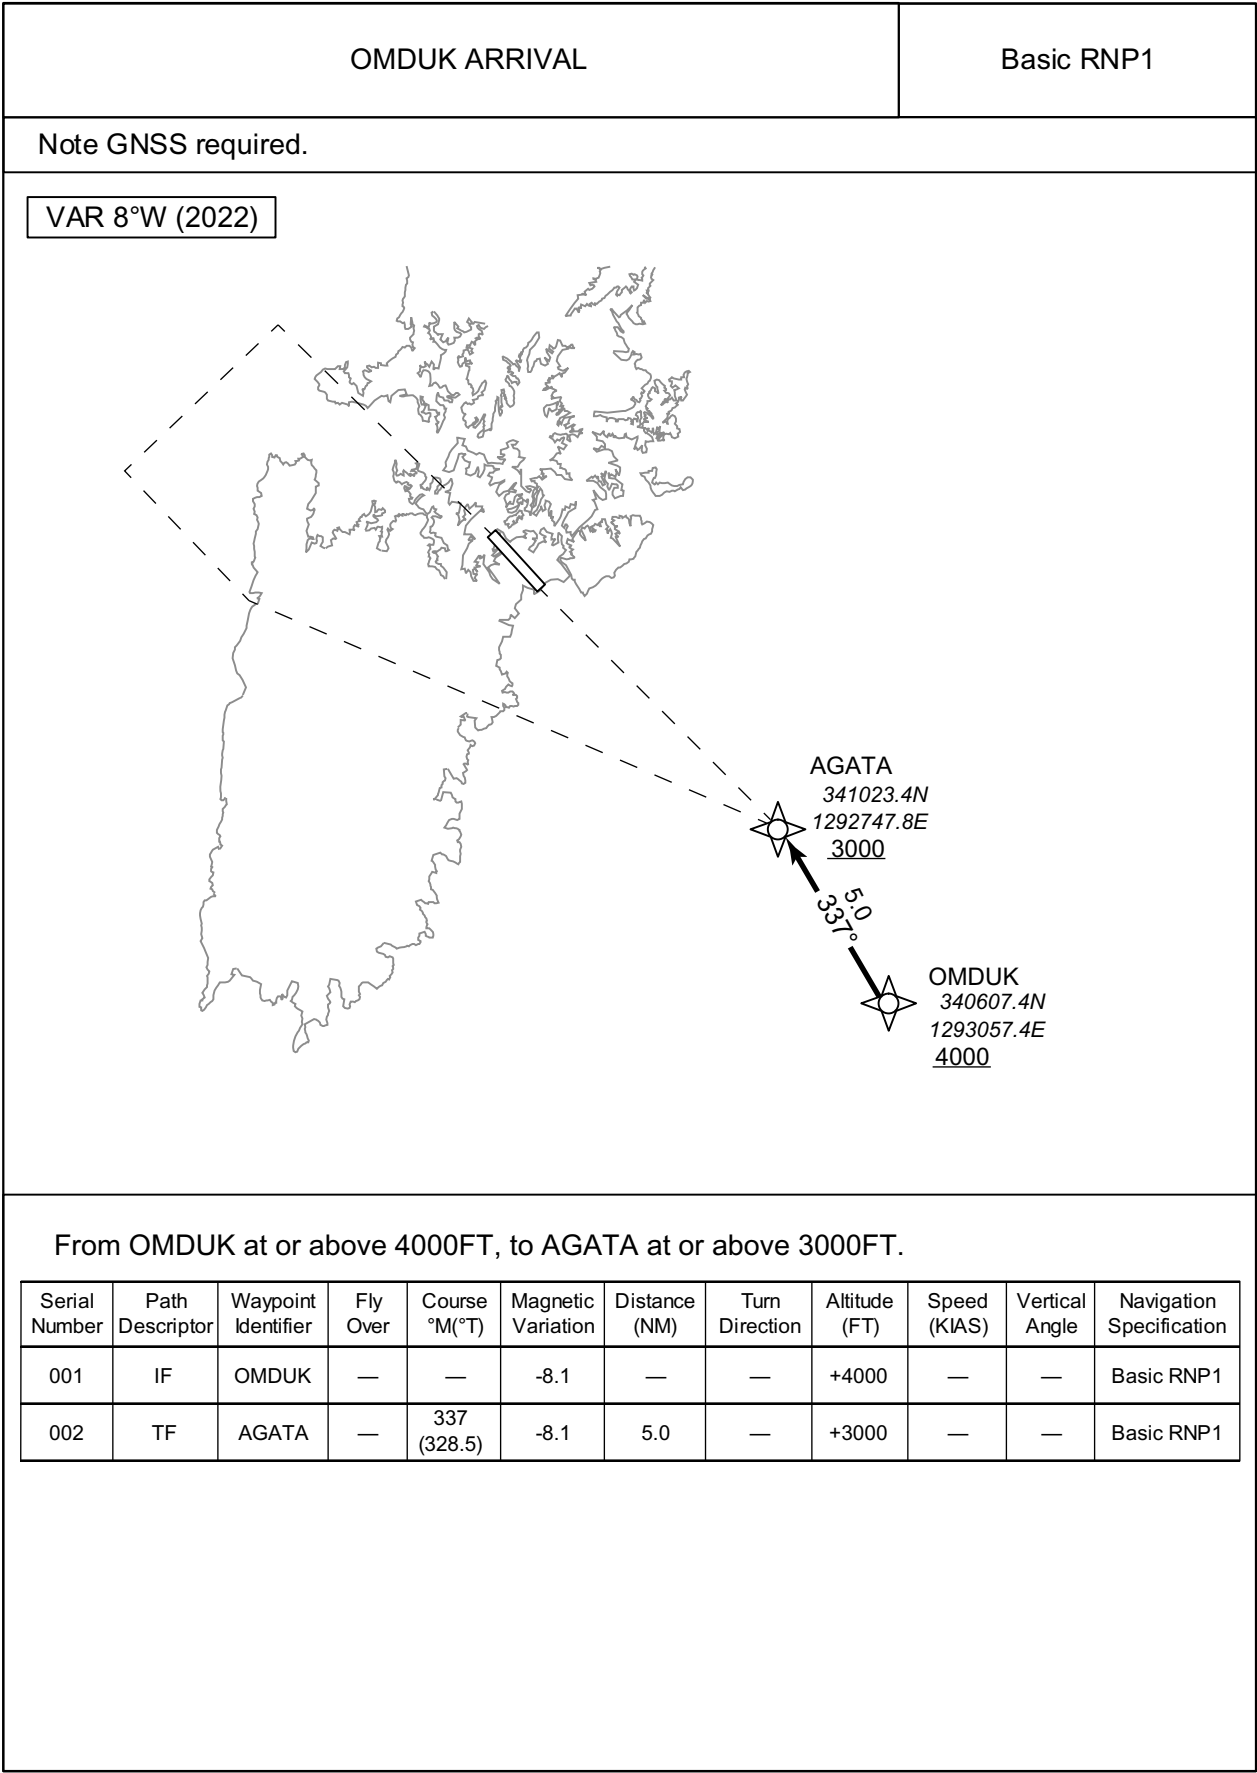 OMDUK ARRIVAL
Basic RNP1
Note GNSS required.
VAR 8°W (2022)
AGATA
341023.4N
1292747.8E
3000
5.0
337°
OMDUK
340607.4N
1293057.4E
4000
From OMDUK at or above 4000FT, to AGATA at or above 3000FT.
Serial Number Path Descriptor Waypoint Identifier Fly Over Course °M(°T) Magnetic Variation Distance (NM) Turn Direction Altitude (FT) Speed (KIAS) Vertical Angle Navigation Specification
001 IF OMDUK — — -8.1 — — +4000 — — Basic RNP1
002 TF AGATA — 337 (328.5) -8.1 5.0 — +3000 — — Basic RNP1